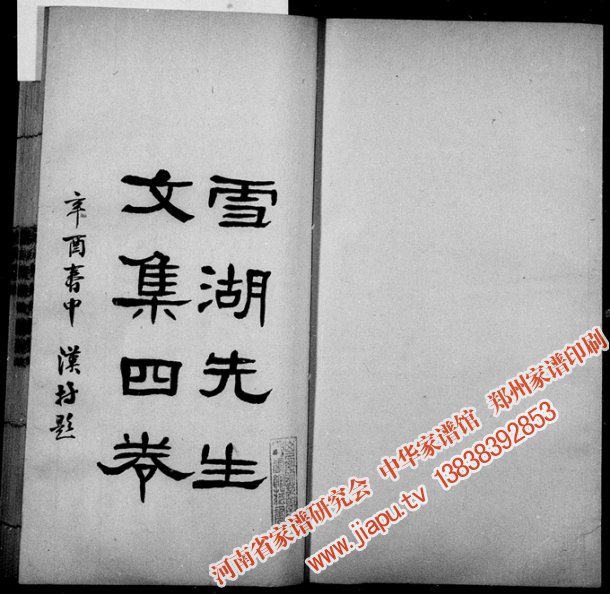 雪湖先生
文集四卷
辛酉春中 漢村題
河南省家谱研究会 中华家谱馆 郑州家谱印刷
www.jiapu.tv 13838392853